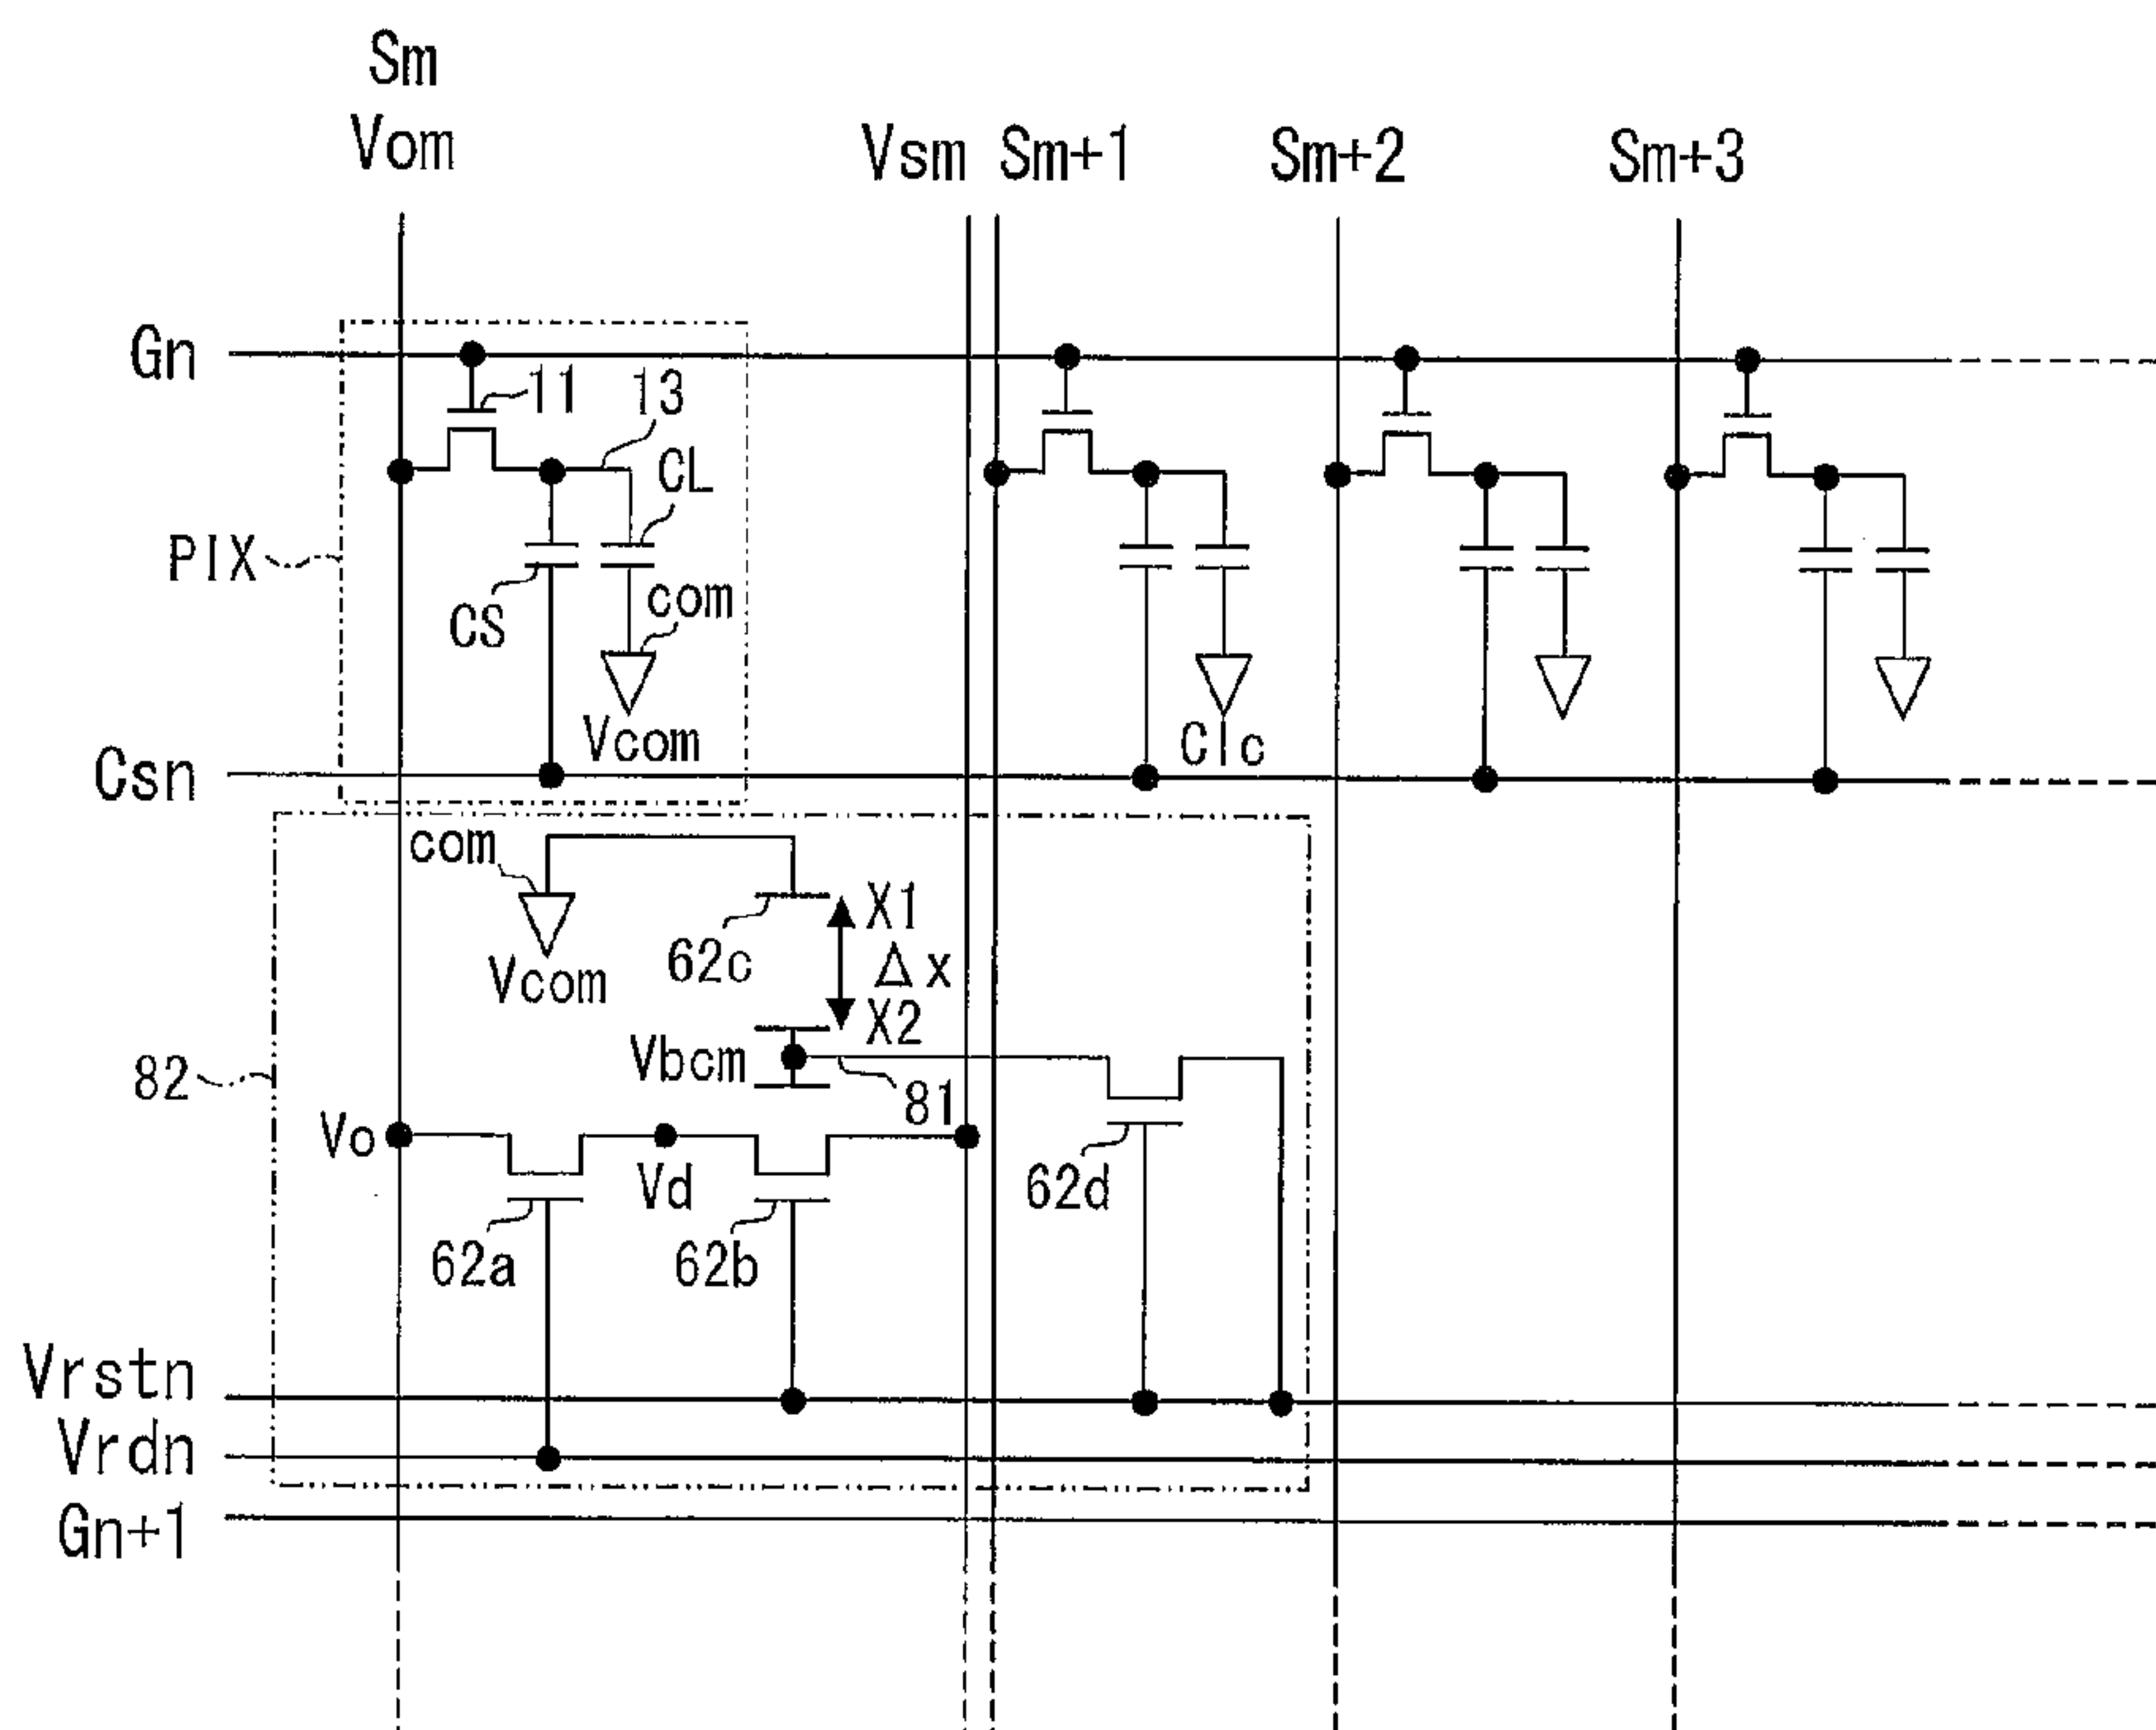 Sm
Vom
Vsm
Sm+1
Sm+2
Sm+3
Gn
11
13
CL
PIX
CS
com
Vcom
Clc
Csn
com
X1
62c
Δx
Vcom
X2
Vbcm
82
81
Vo
Vd
62d
62a
62b
Vrstn
Vrdn
Gn+1